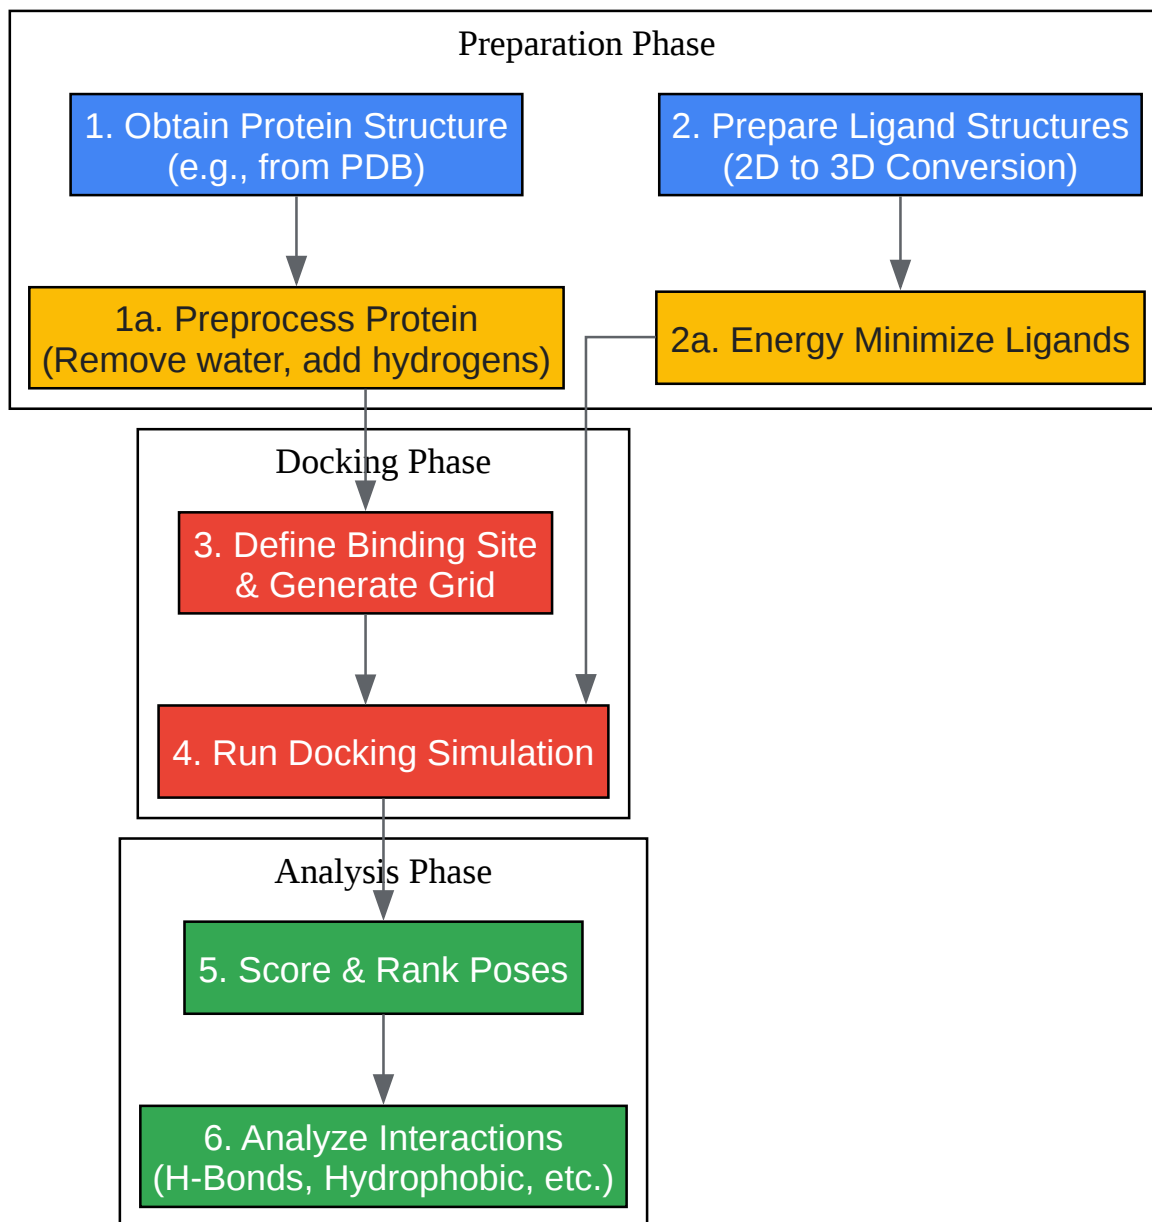 Preparation Phase
1. Obtain Protein Structure
(e.g., from PDB)
2. Prepare Ligand Structures
(2D to 3D Conversion)
1a. Preprocess Protein
(Remove water, add hydrogens)
2a. Energy Minimize Ligands
Docking Phase
3. Define Binding Site
& Generate Grid
4. Run Docking Simulation
Analysis Phase
5. Score & Rank Poses
6. Analyze Interactions
(H-Bonds, Hydrophobic, etc.)